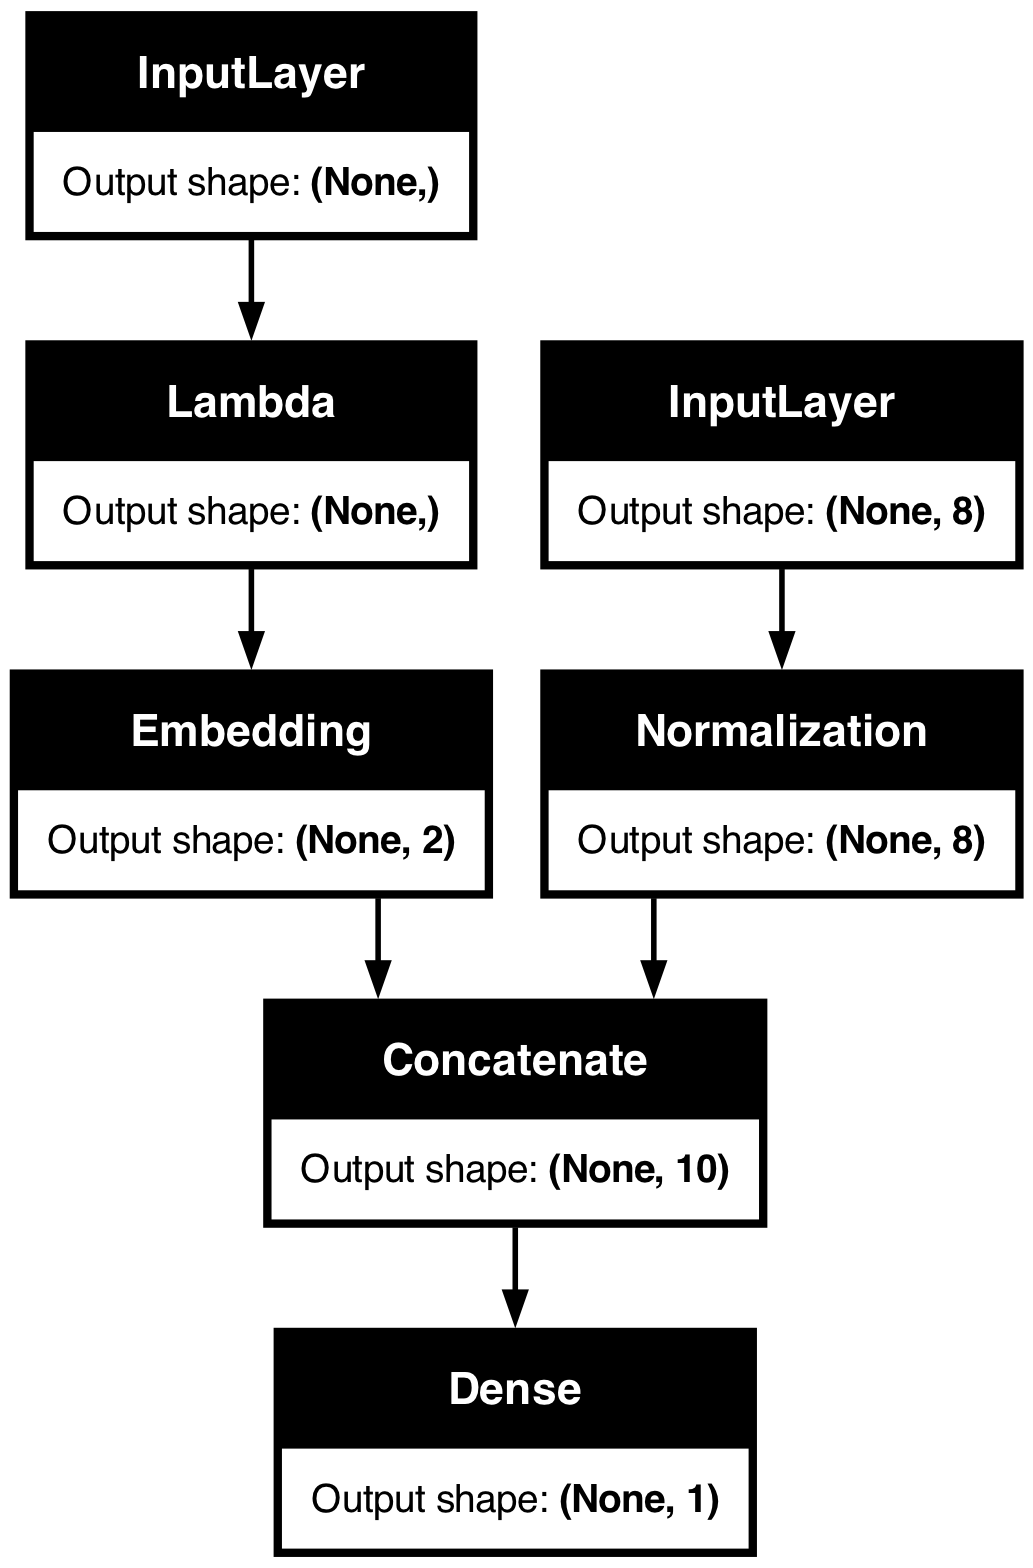 InputLayer
Output shape: (None,)
Lambda
Output shape: (None,)
InputLayer
Output shape: (None, 8)
Embedding
Output shape: (None, 2)
Normalization
Output shape: (None, 8)
Concatenate
Output shape: (None, 10)
Dense
Output shape: (None, 1)